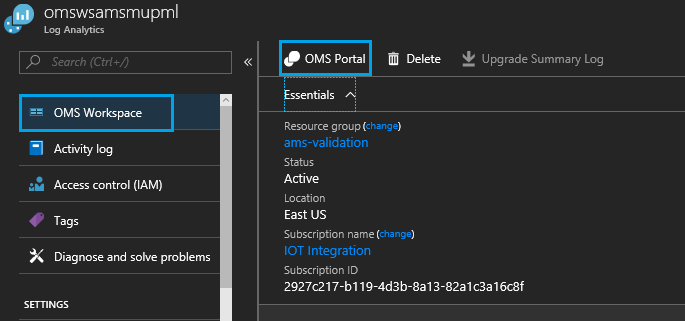 omswsamsmupml
Log Analytics
Search (Ctrl+/)
OMS Workspace
Activity log
Access control (IAM)
Tags
Diagnose and solve problems
SETTINGS
OMS Portal
Delete
Upgrade Summary Log
Essentials
Resource group (change)
ams-validation
Status
Active
Location
East US
Subscription name (change)
IOT Integration
Subscription ID
2927c217-b119-4d3b-8a13-82a1c3a16c8f